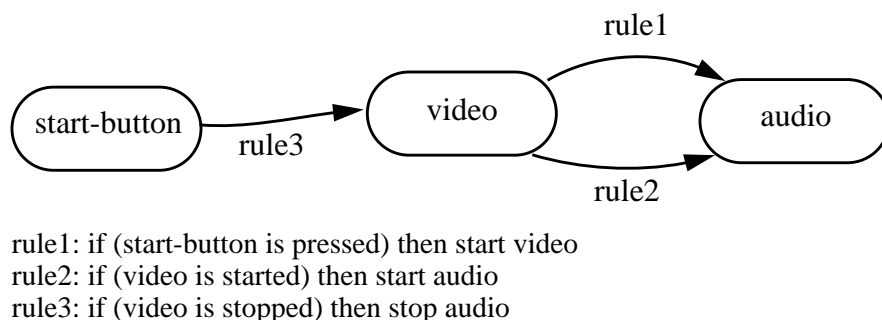 rule1
start-button
video
audio
rule3
rule2
rule1: if (start-button is pressed) then start video
rule2: if (video is started) then start audio
rule3: if (video is stopped) then stop audio